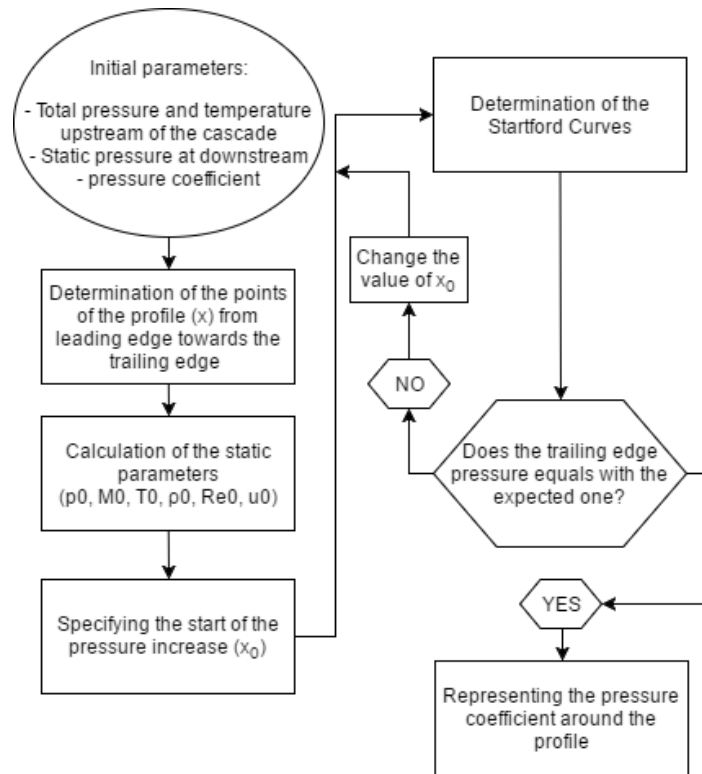 Initial parameters:
- Total pressure and temperature
upstream of the cascade
- Static pressure at downstream
- pressure coefficient
Determination of the points
of the profile (x) from
leading edge towards the
trailing edge
Calculation of the static
parameters
(p0, M0, T0, ρ0, Re0, u0)
Specifying the start of the
pressure increase (x₀)
Determination of the
Startford Curves
Change the
value of x₀
NO
Does the trailing edge
pressure equals with the
expected one?
YES
Representing the pressure
coefficient around the
profile